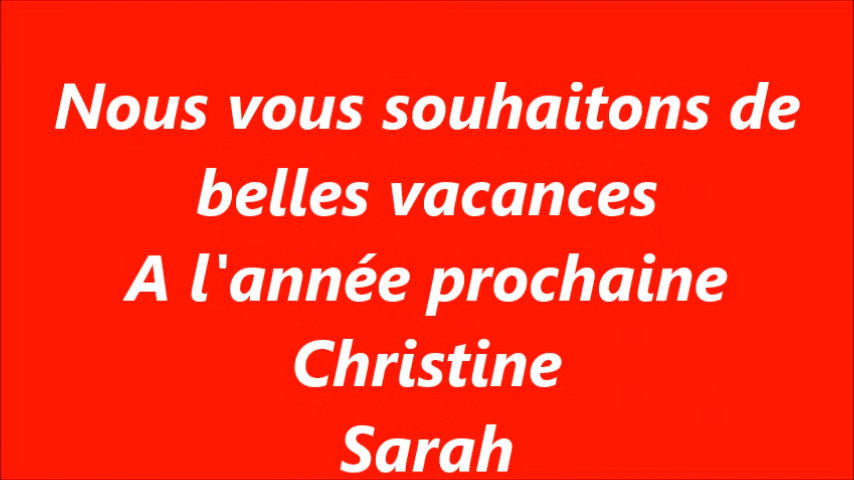 Nous vous souhaitons de
belles vacances
A l'année prochaine
Christine
Sarah